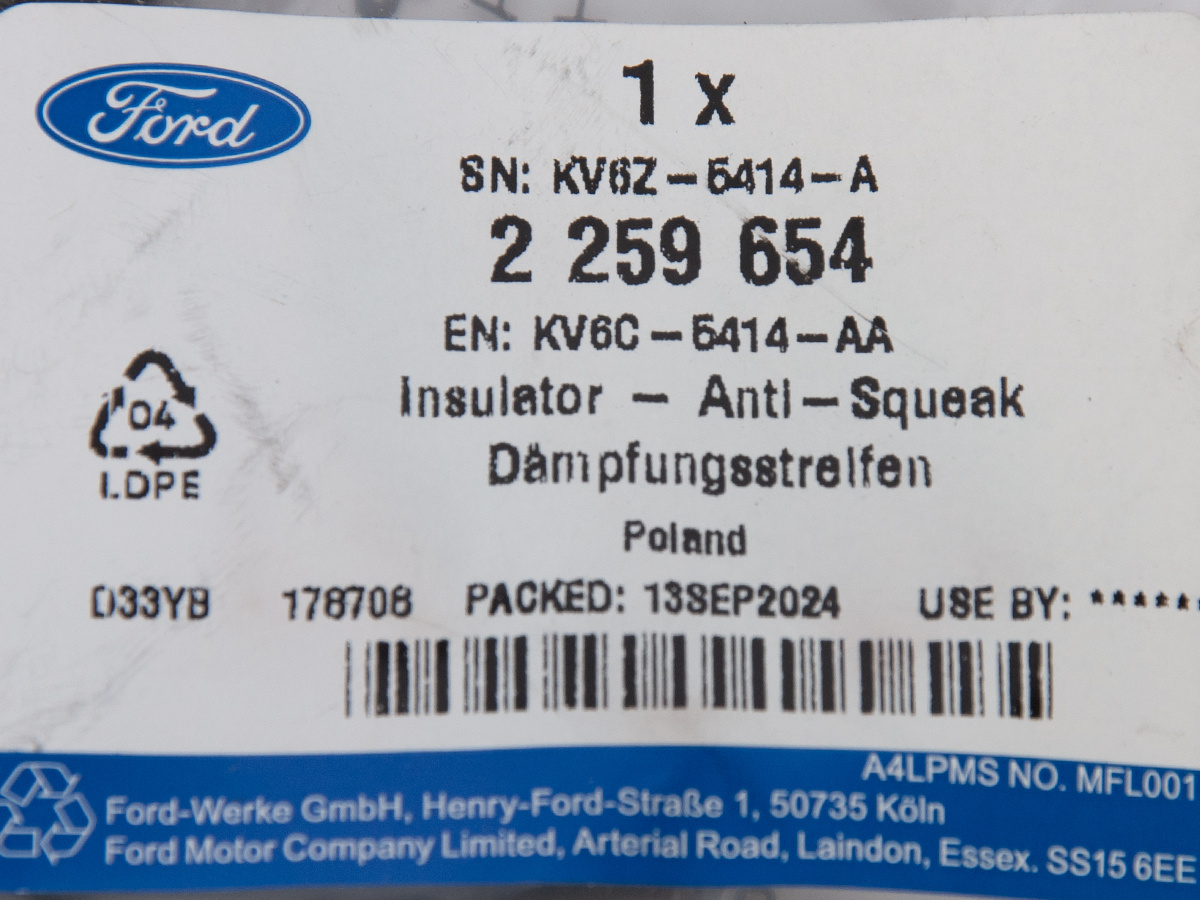 Ford
1 x
SN: KV6Z-5414-A
2 259 654
EN: KV6C-5414-AA
Insulator - Anti-Squeak
Dämpfungsstreifen
04
LDPE
Poland
D33YB 178708 PACKED: 13SEP2024 USE BY: ******
A4LPMS NO. MFL001
Ford-Werke GmbH, Henry-Ford-Straße 1, 50735 Köln
Ford Motor Company Limited, Arterial Road, Laindon, Essex. SS15 6EE